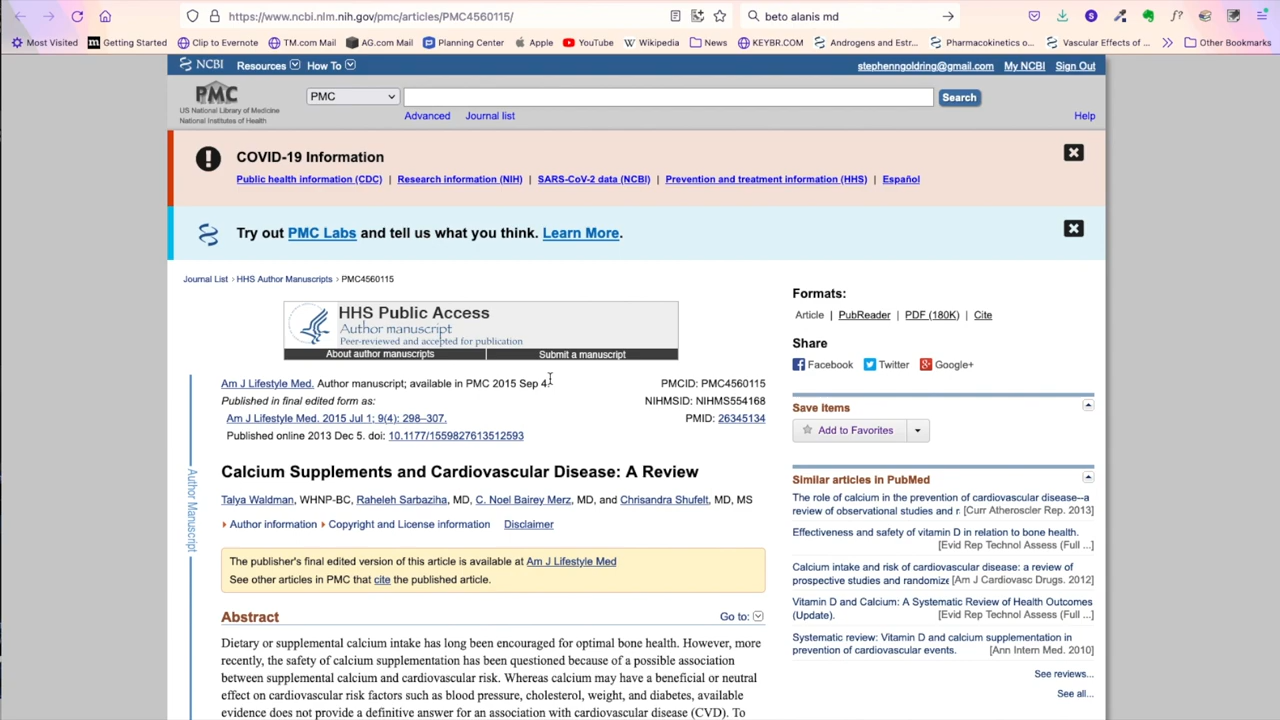 https://www.ncbi.nlm.nih.gov/pmc/articles/PMC4560115/
beto alanis md
Most Visited
Getting Started
Clip to Evernote
TM.com Mail
AG.com Mail
Planning Center
Apple
YouTube
Wikipedia
News
KEYBR.COM
Androgens and Estr...
Pharmacokinetics o...
Vascular Effects of ...
Other Bookmarks
NCBI Resources How To
stephenngoldring@gmail.com My NCBI Sign Out
PMC
US National Library of Medicine
National Institutes of Health
PMC
Search
Advanced Journal list
Help
COVID-19 Information
Public health information (CDC) | Research information (NIH) | SARS-CoV-2 data (NCBI) | Prevention and treatment information (HHS) | Español
Try out PMC Labs and tell us what you think. Learn More.
Journal List > HHS Author Manuscripts > PMC4560115
HHS Public Access
Author manuscript
Peer-reviewed and accepted for publication
About author manuscripts
Submit a manuscript
Am J Lifestyle Med. Author manuscript; available in PMC 2015 Sep 4.
Published in final edited form as:
Am J Lifestyle Med. 2015 Jul 1; 9(4): 298–307.
Published online 2013 Dec 5. doi: 10.1177/1559827613512593
PMCID: PMC4560115
NIHMSID: NIHMS554168
PMID: 26345134
Author Manuscript
Calcium Supplements and Cardiovascular Disease: A Review
Talya Waldman, WHNP-BC, Raheleh Sarbaziha, MD, C. Noel Bairey Merz, MD, and Chrisandra Shufelt, MD, MS
Author information Copyright and License information Disclaimer
The publisher's final edited version of this article is available at Am J Lifestyle Med
See other articles in PMC that cite the published article.
Abstract
Go to:
Dietary or supplemental calcium intake has long been encouraged for optimal bone health. However, more
recently, the safety of calcium supplementation has been questioned because of a possible association
between supplemental calcium and cardiovascular risk. Whereas calcium may have a beneficial or neutral
effect on cardiovascular risk factors such as blood pressure, cholesterol, weight, and diabetes, available
evidence does not provide a definitive answer for an association with cardiovascular disease (CVD). To
Formats:
Article | PubReader | PDF (180K) | Cite
Share
Facebook Twitter Google+
Save Items
Add to Favorites
Similar articles in PubMed
The role of calcium in the prevention of cardiovascular disease--a
review of observational studies and r. [Curr Atheroscler Rep. 2013]
Effectiveness and safety of vitamin D in relation to bone health.
[Evid Rep Technol Assess (Full ...]
Calcium intake and risk of cardiovascular disease: a review of
prospective studies and randomize [Am J Cardiovasc Drugs. 2012]
Vitamin D and Calcium: A Systematic Review of Health Outcomes
(Update).
[Evid Rep Technol Assess (Full ...]
Systematic review: Vitamin D and calcium supplementation in
prevention of cardiovascular events.
[Ann Intern Med. 2010]
See reviews...
See all...